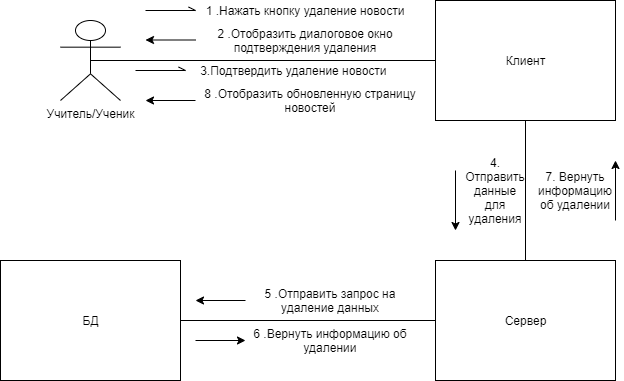 1 .Нажать кнопку удаление новости
2 .Отобразить диалоговое окно
подтверждения удаления
3.Подтвердить удаление новости
8 .Отобразить обновленную страницу
новостей
Учитель/Ученик
Клиент
4.
Отправить
данные
для
удаления
7. Вернуть
информацию
об удалении
5 .Отправить запрос на
удаление данных
6 .Вернуть информацию об
удалении
БД
Сервер